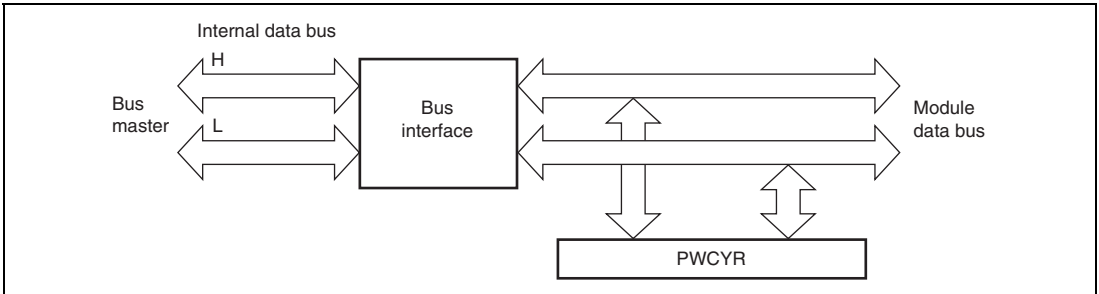 Internal data bus
H
Bus
master
L
Bus
interface
Module
data bus
PWCYR